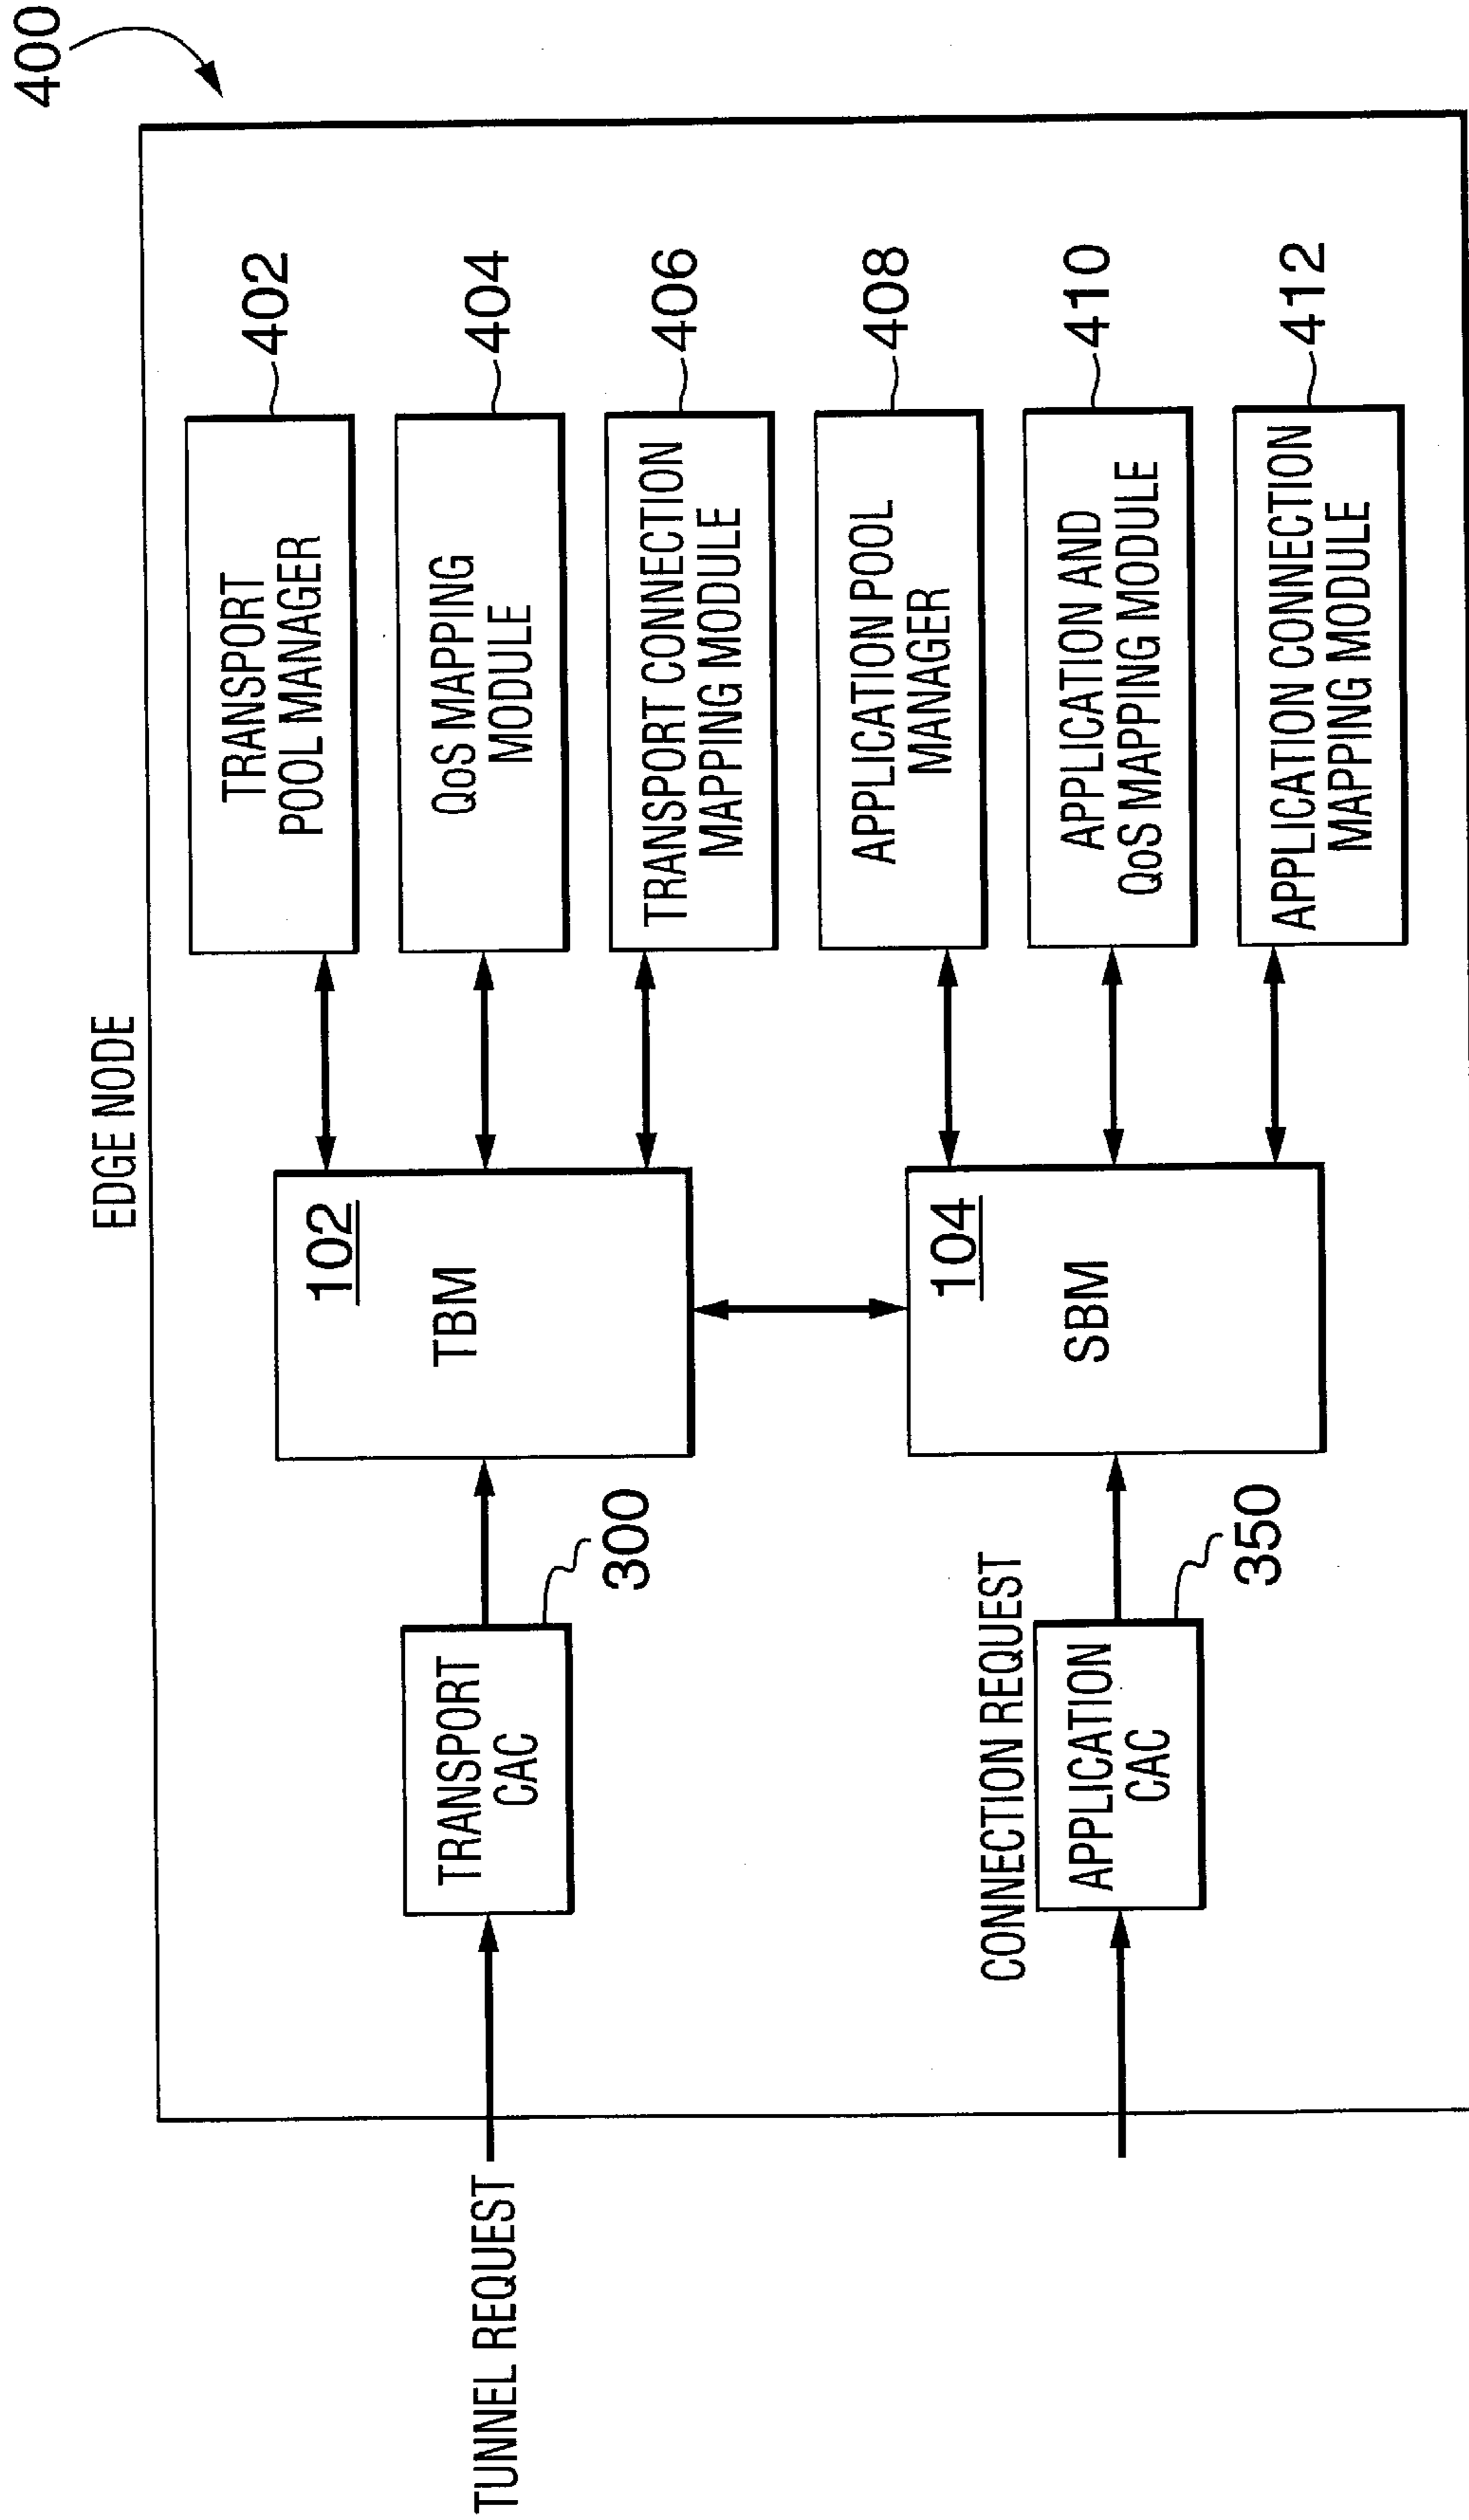 400
EDGE NODE
TRANSPORT
POOL MANAGER
402
QoS MAPPING
MODULE
404
TRANSPORT CONNECTION
MAPPING MODULE
406
APPLICATION POOL
MANAGER
408
APPLICATION AND
QoS MAPPING MODULE
410
APPLICATION CONNECTION
MAPPING MODULE
412
102
TBM
104
SBM
TUNNEL REQUEST
TRANSPORT
CAC
300
CONNECTION REQUEST
APPLICATION
CAC
350